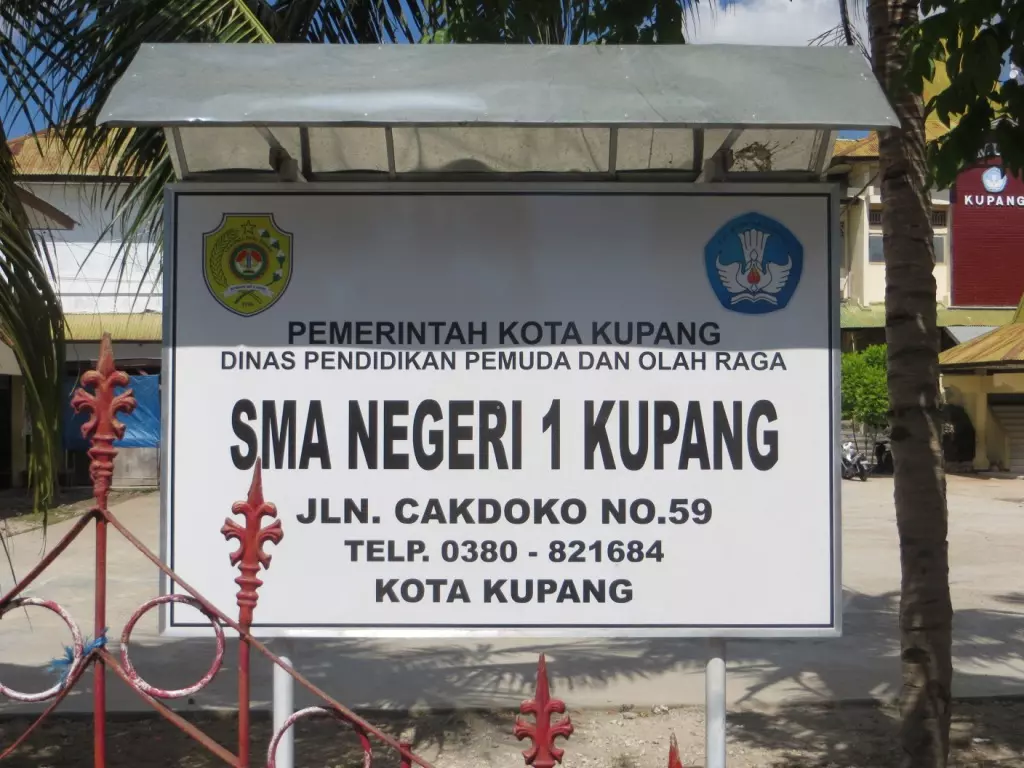 PEMERINTAH KOTA KUPANG
DINAS PENDIDIKAN PEMUDA DAN OLAH RAGA
SMA NEGERI 1 KUPANG
JLN. CAKDOKO NO.59
TELP. 0380 - 821684
KOTA KUPANG
KUPANG